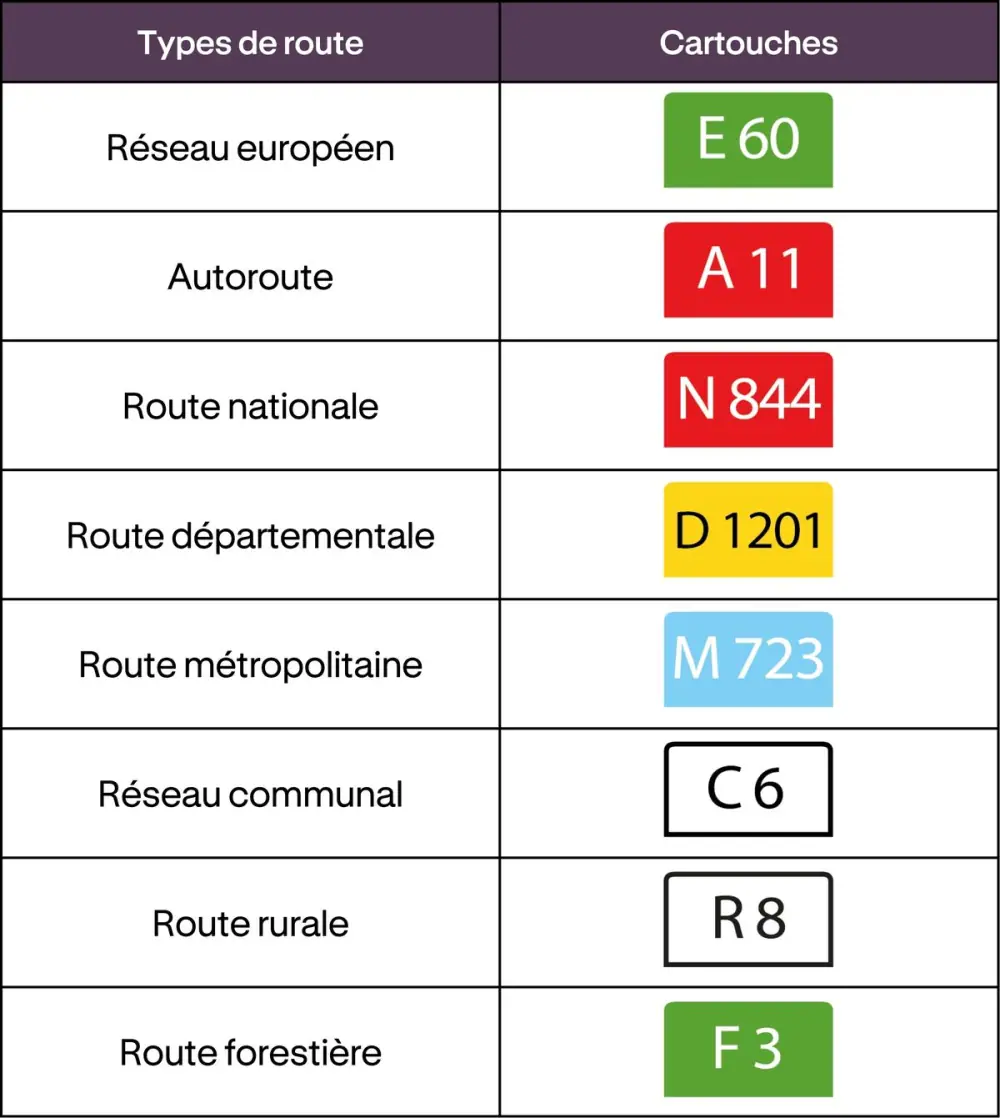 Types de route Cartouches
Réseau européen E 60
Autoroute A 11
Route nationale N 844
Route départementale D 1201
Route métropolitaine M 723
Réseau communal C 6
Route rurale R 8
Route forestière F 3